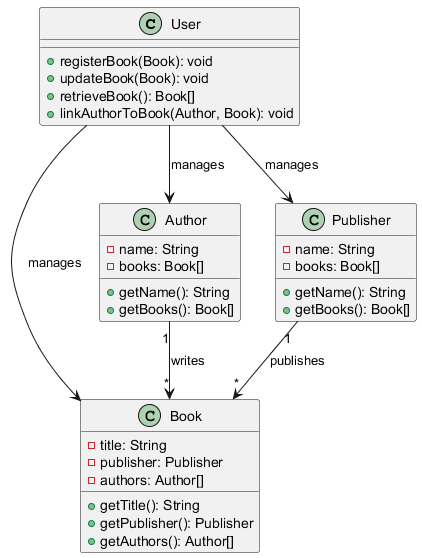 C User
registerBook(Book): void
updateBook(Book): void
retrieveBook(): Book[]
linkAuthorToBook(Author, Book): void
manages
manages
manages
C Author
name: String
books: Book[]
getName(): String
getBooks(): Book[]
C Publisher
name: String
books: Book[]
getName(): String
getBooks(): Book[]
1
writes
*
1
publishes
*
C Book
title: String
publisher: Publisher
authors: Author[]
getTitle(): String
getPublisher(): Publisher
getAuthors(): Author[]